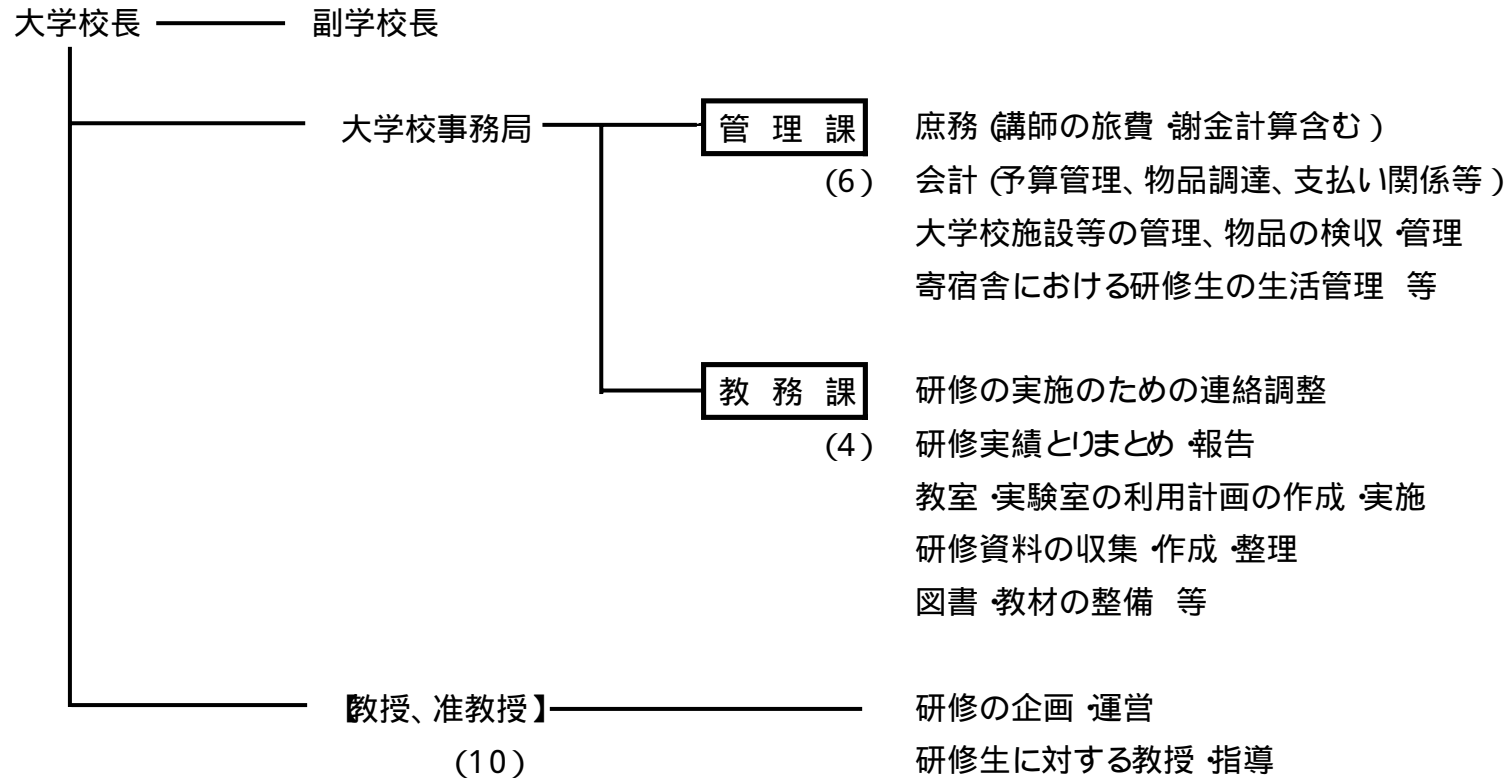 大学校長 副学校長
大学校事務局 管理課 庶務(講師の旅費・謝金計算含む)
(6) 会計(予算管理、物品調達、支払い関係等)
大学校施設等の管理、物品の検収・管理
寄宿舎における研修生の生活管理 等
教務課 研修の実施のための連絡調整
(4) 研修実績とりまとめ・報告
教室・実験室の利用計画の作成・実施
研修資料の収集・作成・整理
図書・教材の整備 等
【教授、准教授】 研修の企画・運営
(10) 研修生に対する教授・指導